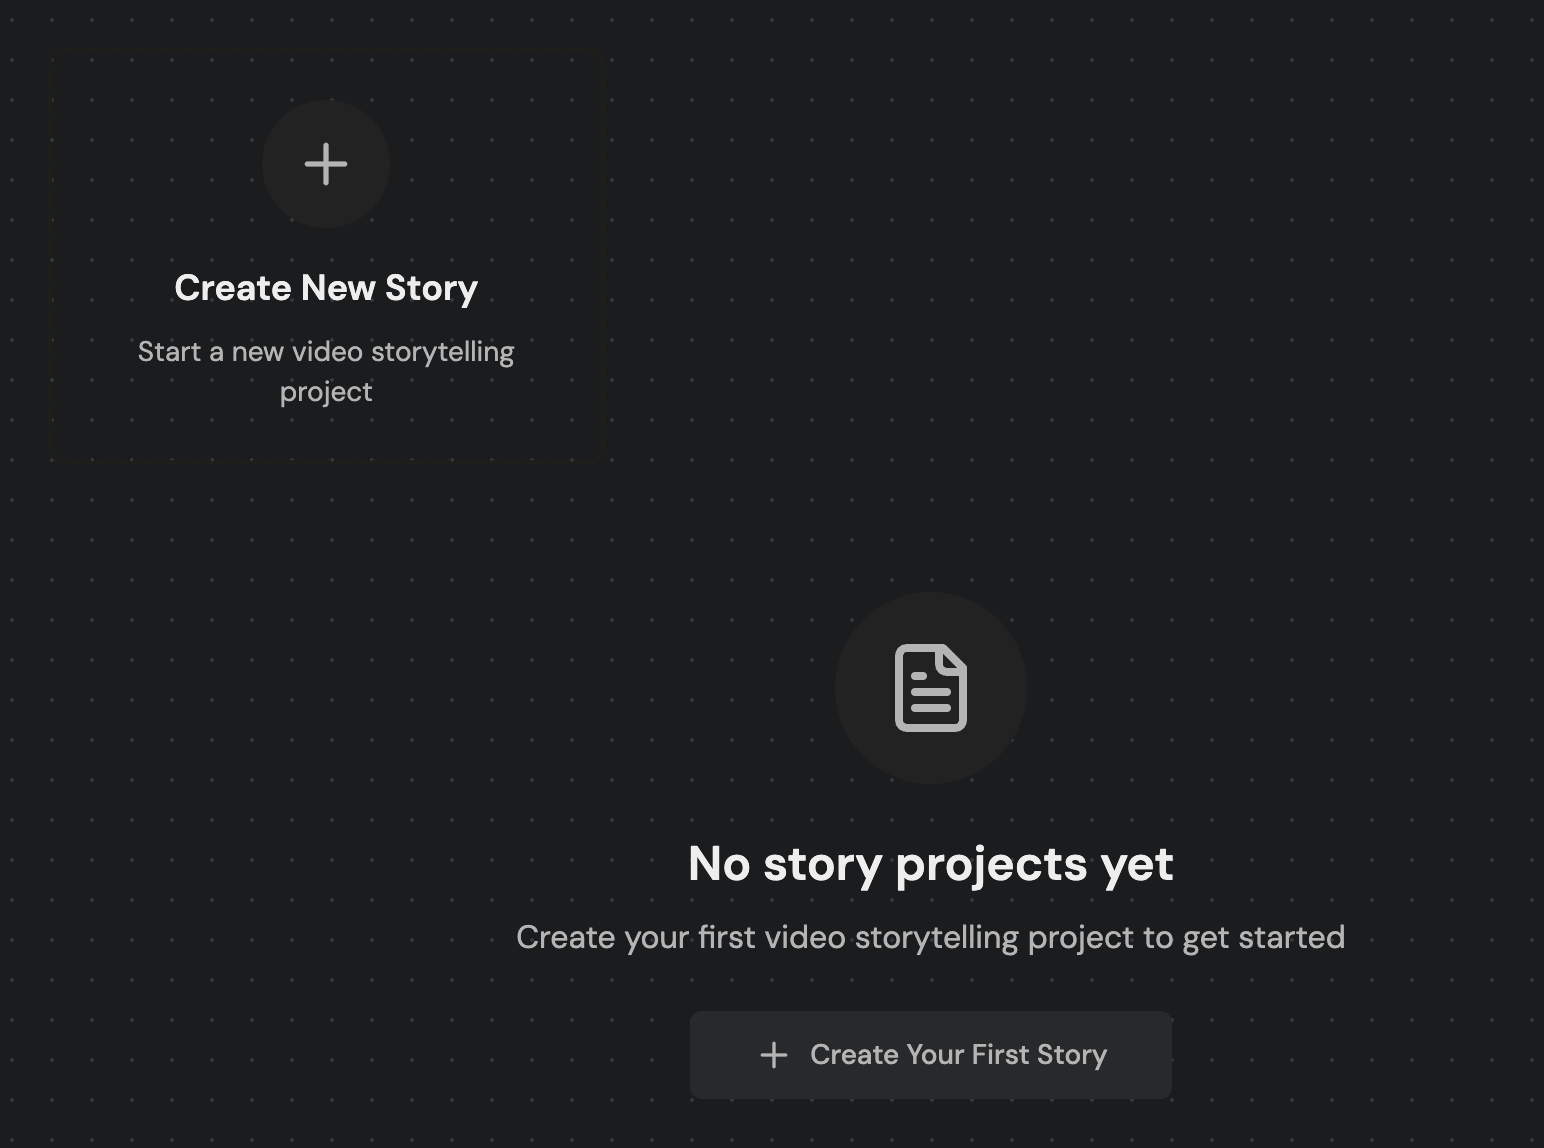 Create New Story
Start a new video storytelling
project
No story projects yet
Create your first video storytelling project to get started
Create Your First Story